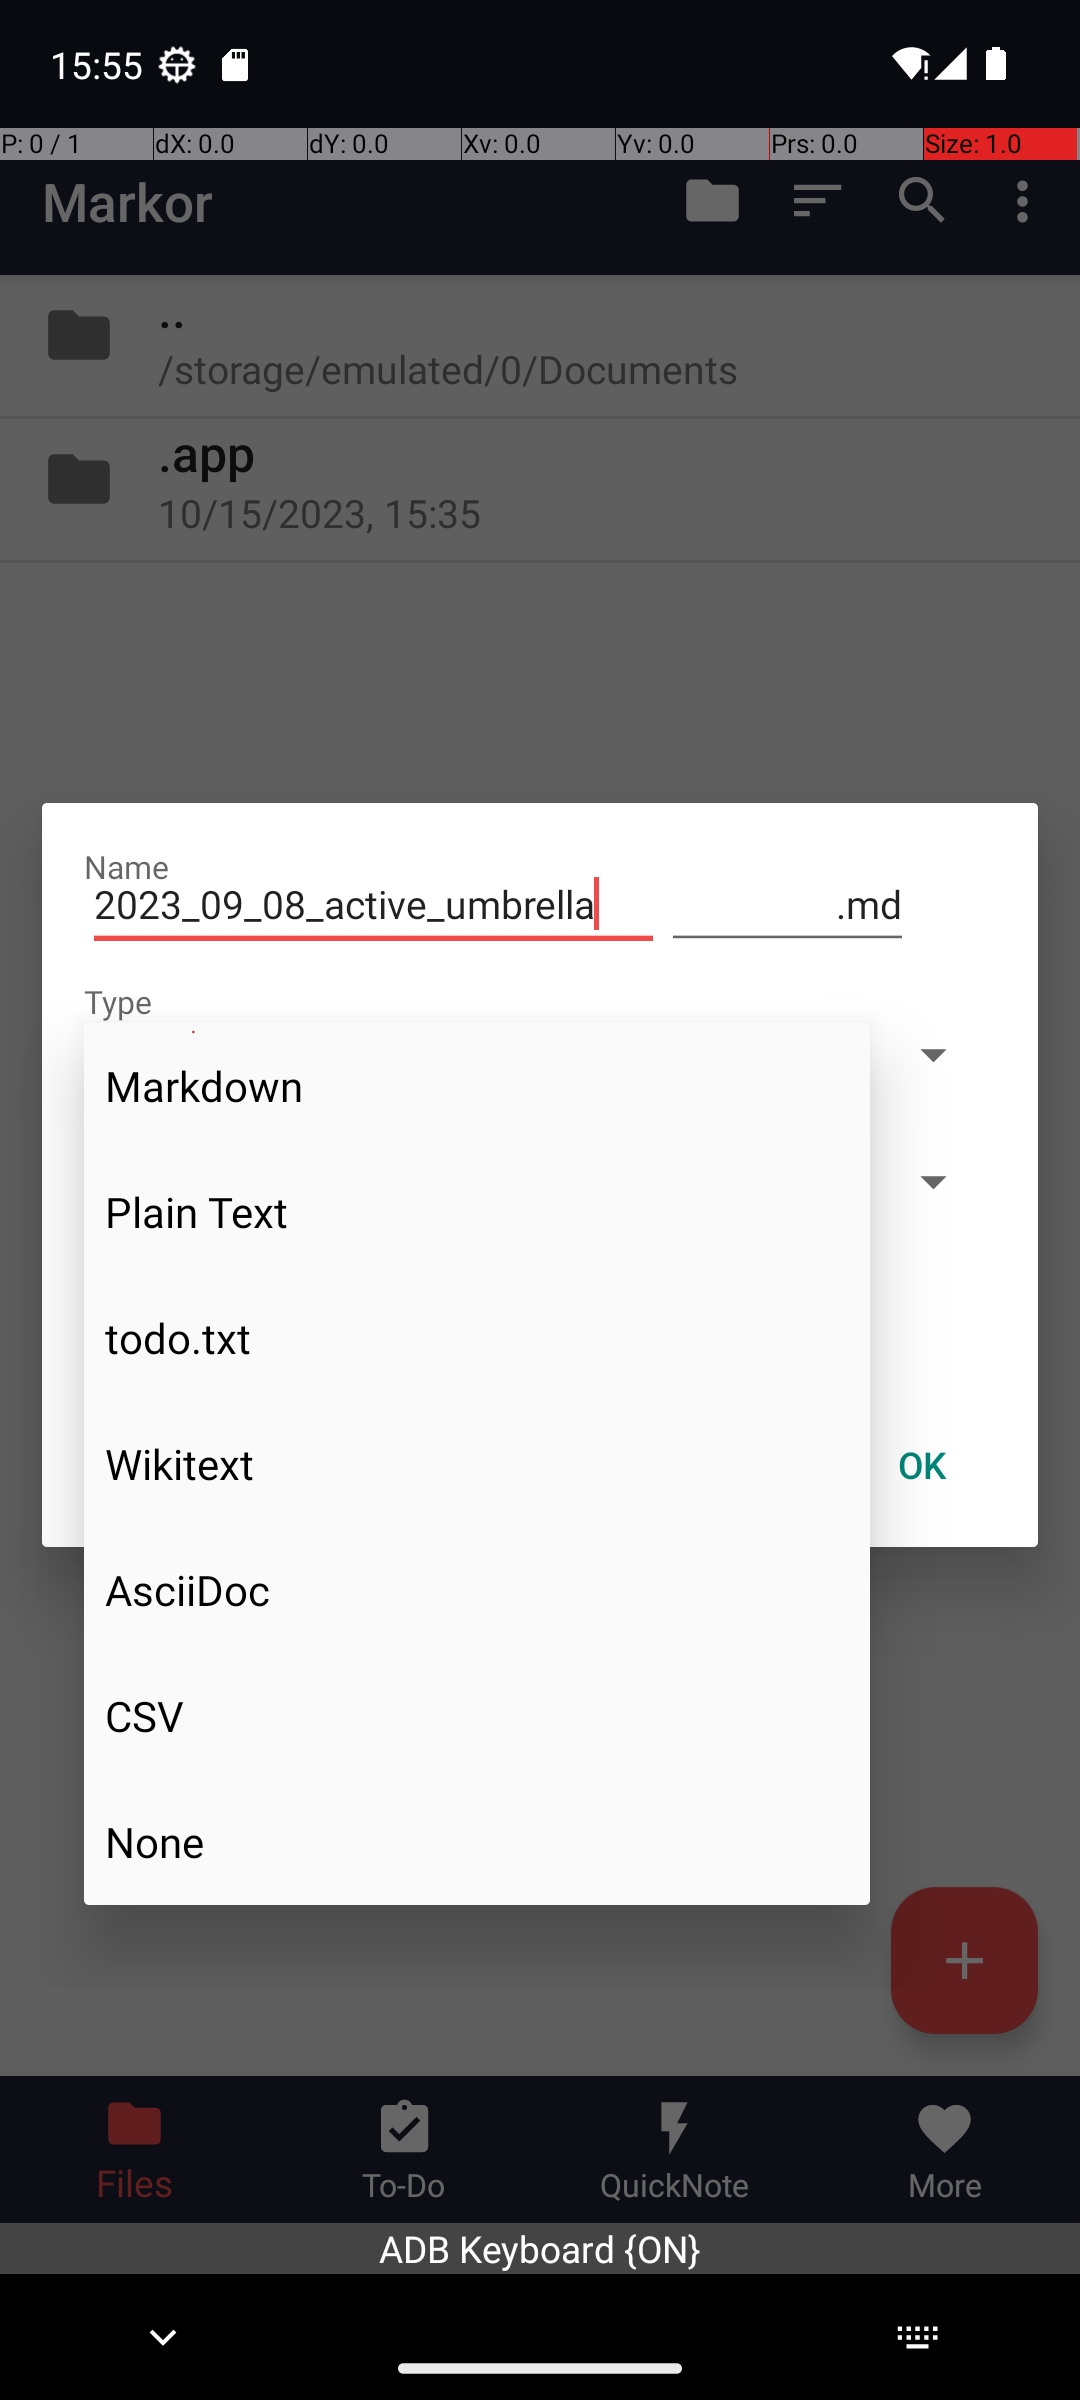 15:55
P: 0 / 1 dX: 0.0 dY: 0.0 Xv: 0.0 Yv: 0.0 Prs: 0.0 Size: 1.0
Markor
..
/storage/emulated/0/Documents
.app
10/15/2023, 15:35
Name
2023_09_08_active_umbrella .md
Type
Markdown
Plain Text
todo.txt
Wikitext
OK
AsciiDoc
CSV
None
+
Files To-Do QuickNote More
ADB Keyboard {ON}